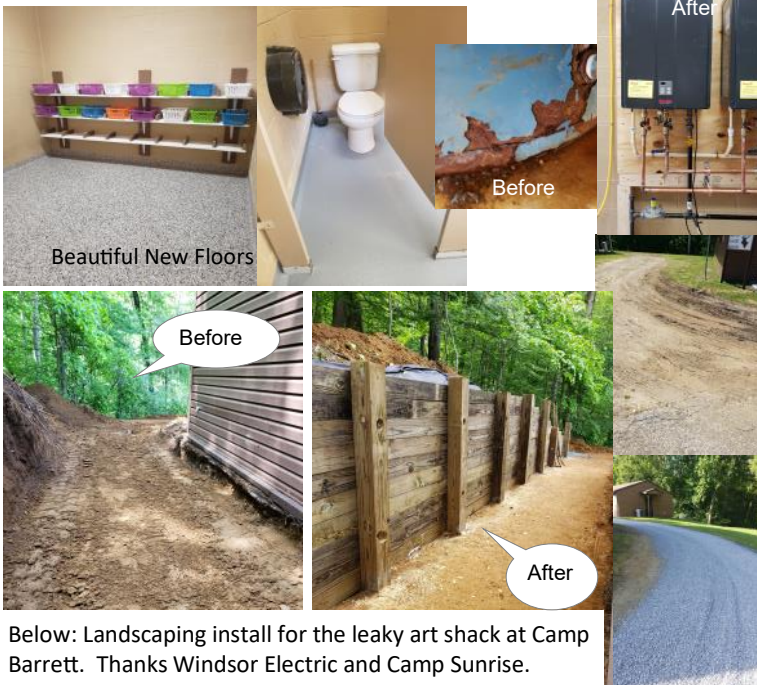 After
Before
Beautiful New Floors
Before
After
Below: Landscaping install for the leaky art shack at Camp
Barrett.  Thanks Windsor Electric and Camp Sunrise.